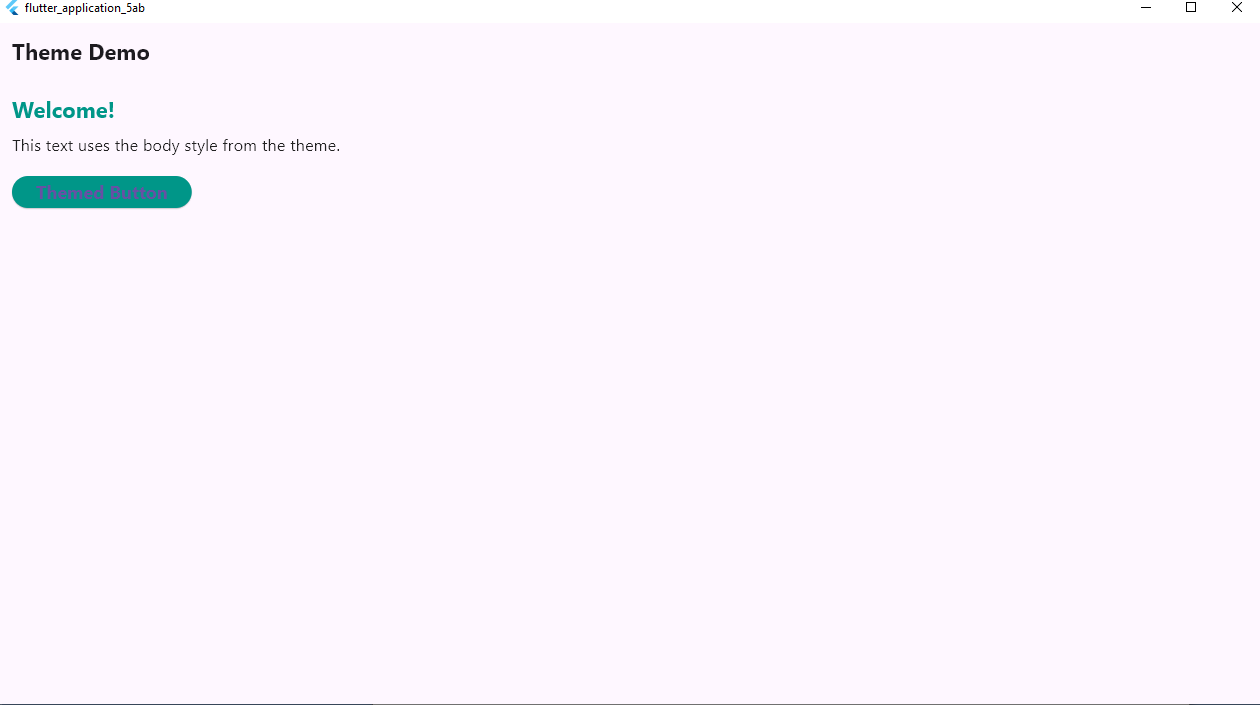 flutter_application_5ab
Theme Demo
Welcome!
This text uses the body style from the theme.
Themed Button